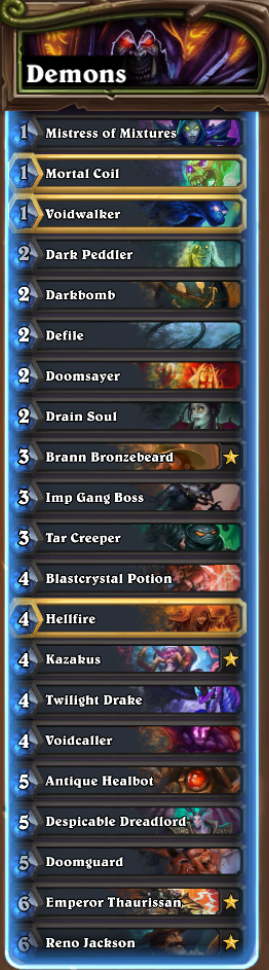 Demons
1 Mistress of Mixtures
1 Mortal Coil
1 Voidwalker
2 Dark Peddler
2 Darkbomb
2 Defile
2 Doomsayer
2 Drain Soul
3 Brann Bronzebeard
3 Imp Gang Boss
3 Tar Creeper
4 Blastcrystal Potion
4 Hellfire
4 Kazakus
4 Twilight Drake
4 Voidcaller
5 Antique Healbot
5 Despicable Dreadlord
5 Doomguard
6 Emperor Thaurissan
6 Reno Jackson